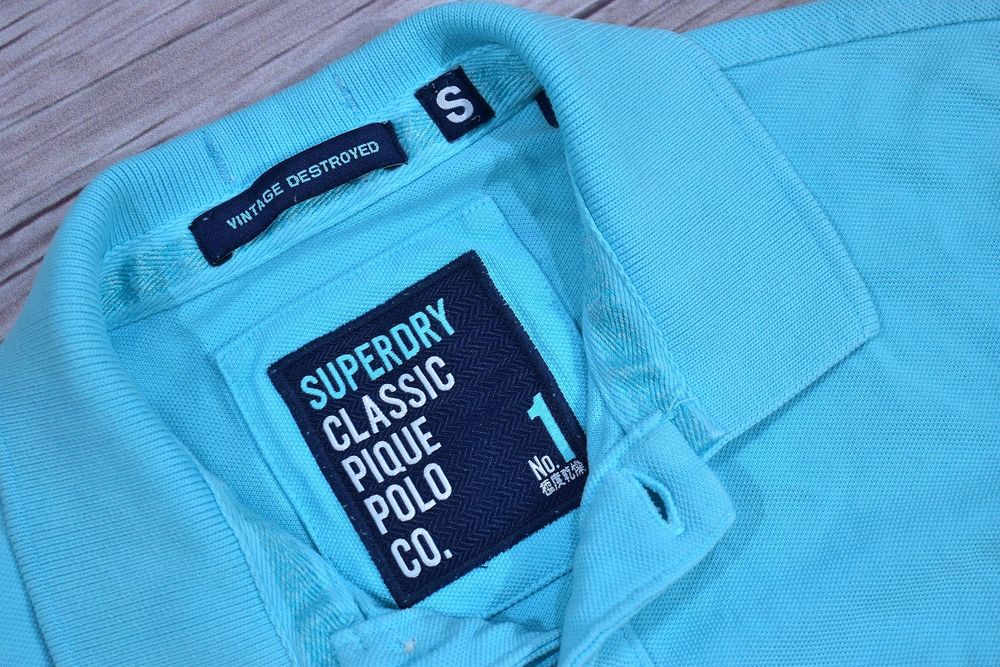 S
VINTAGE DESTROYED
SUPERDRY
CLASSIC
PIQUE
POLO
CO.
1
No.
極度乾燥